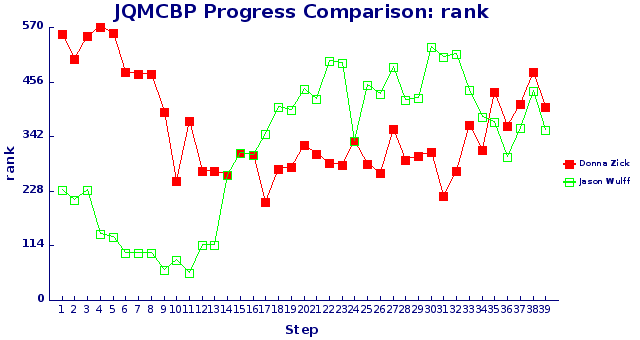 JQMCBP Progress Comparison: rank
570
456
342
228
114
0
rank
1 2 3 4 5 6 7 8 9 10 11 12 13 14 15 16 17 18 19 20 21 22 23 24 25 26 27 28 29 30 31 32 33 34 35 36 37 38 39
Step
Donna Zick
Jason Wulff